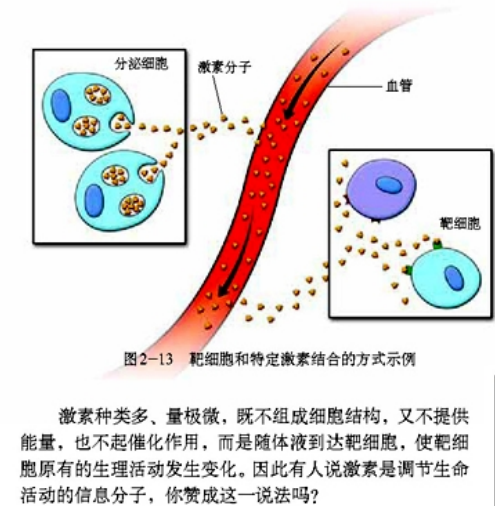 分泌细胞
激素分子
血管
靶细胞
图2-13 靶细胞和特定激素结合的方式示例
激素种类多、量极微，既不组成细胞结构，又不提供
能量，也不起催化作用，而是随体液到达靶细胞，使靶细
胞原有的生理活动发生变化。因此有人说激素是调节生命
活动的信息分子，你赞成这一说法吗？